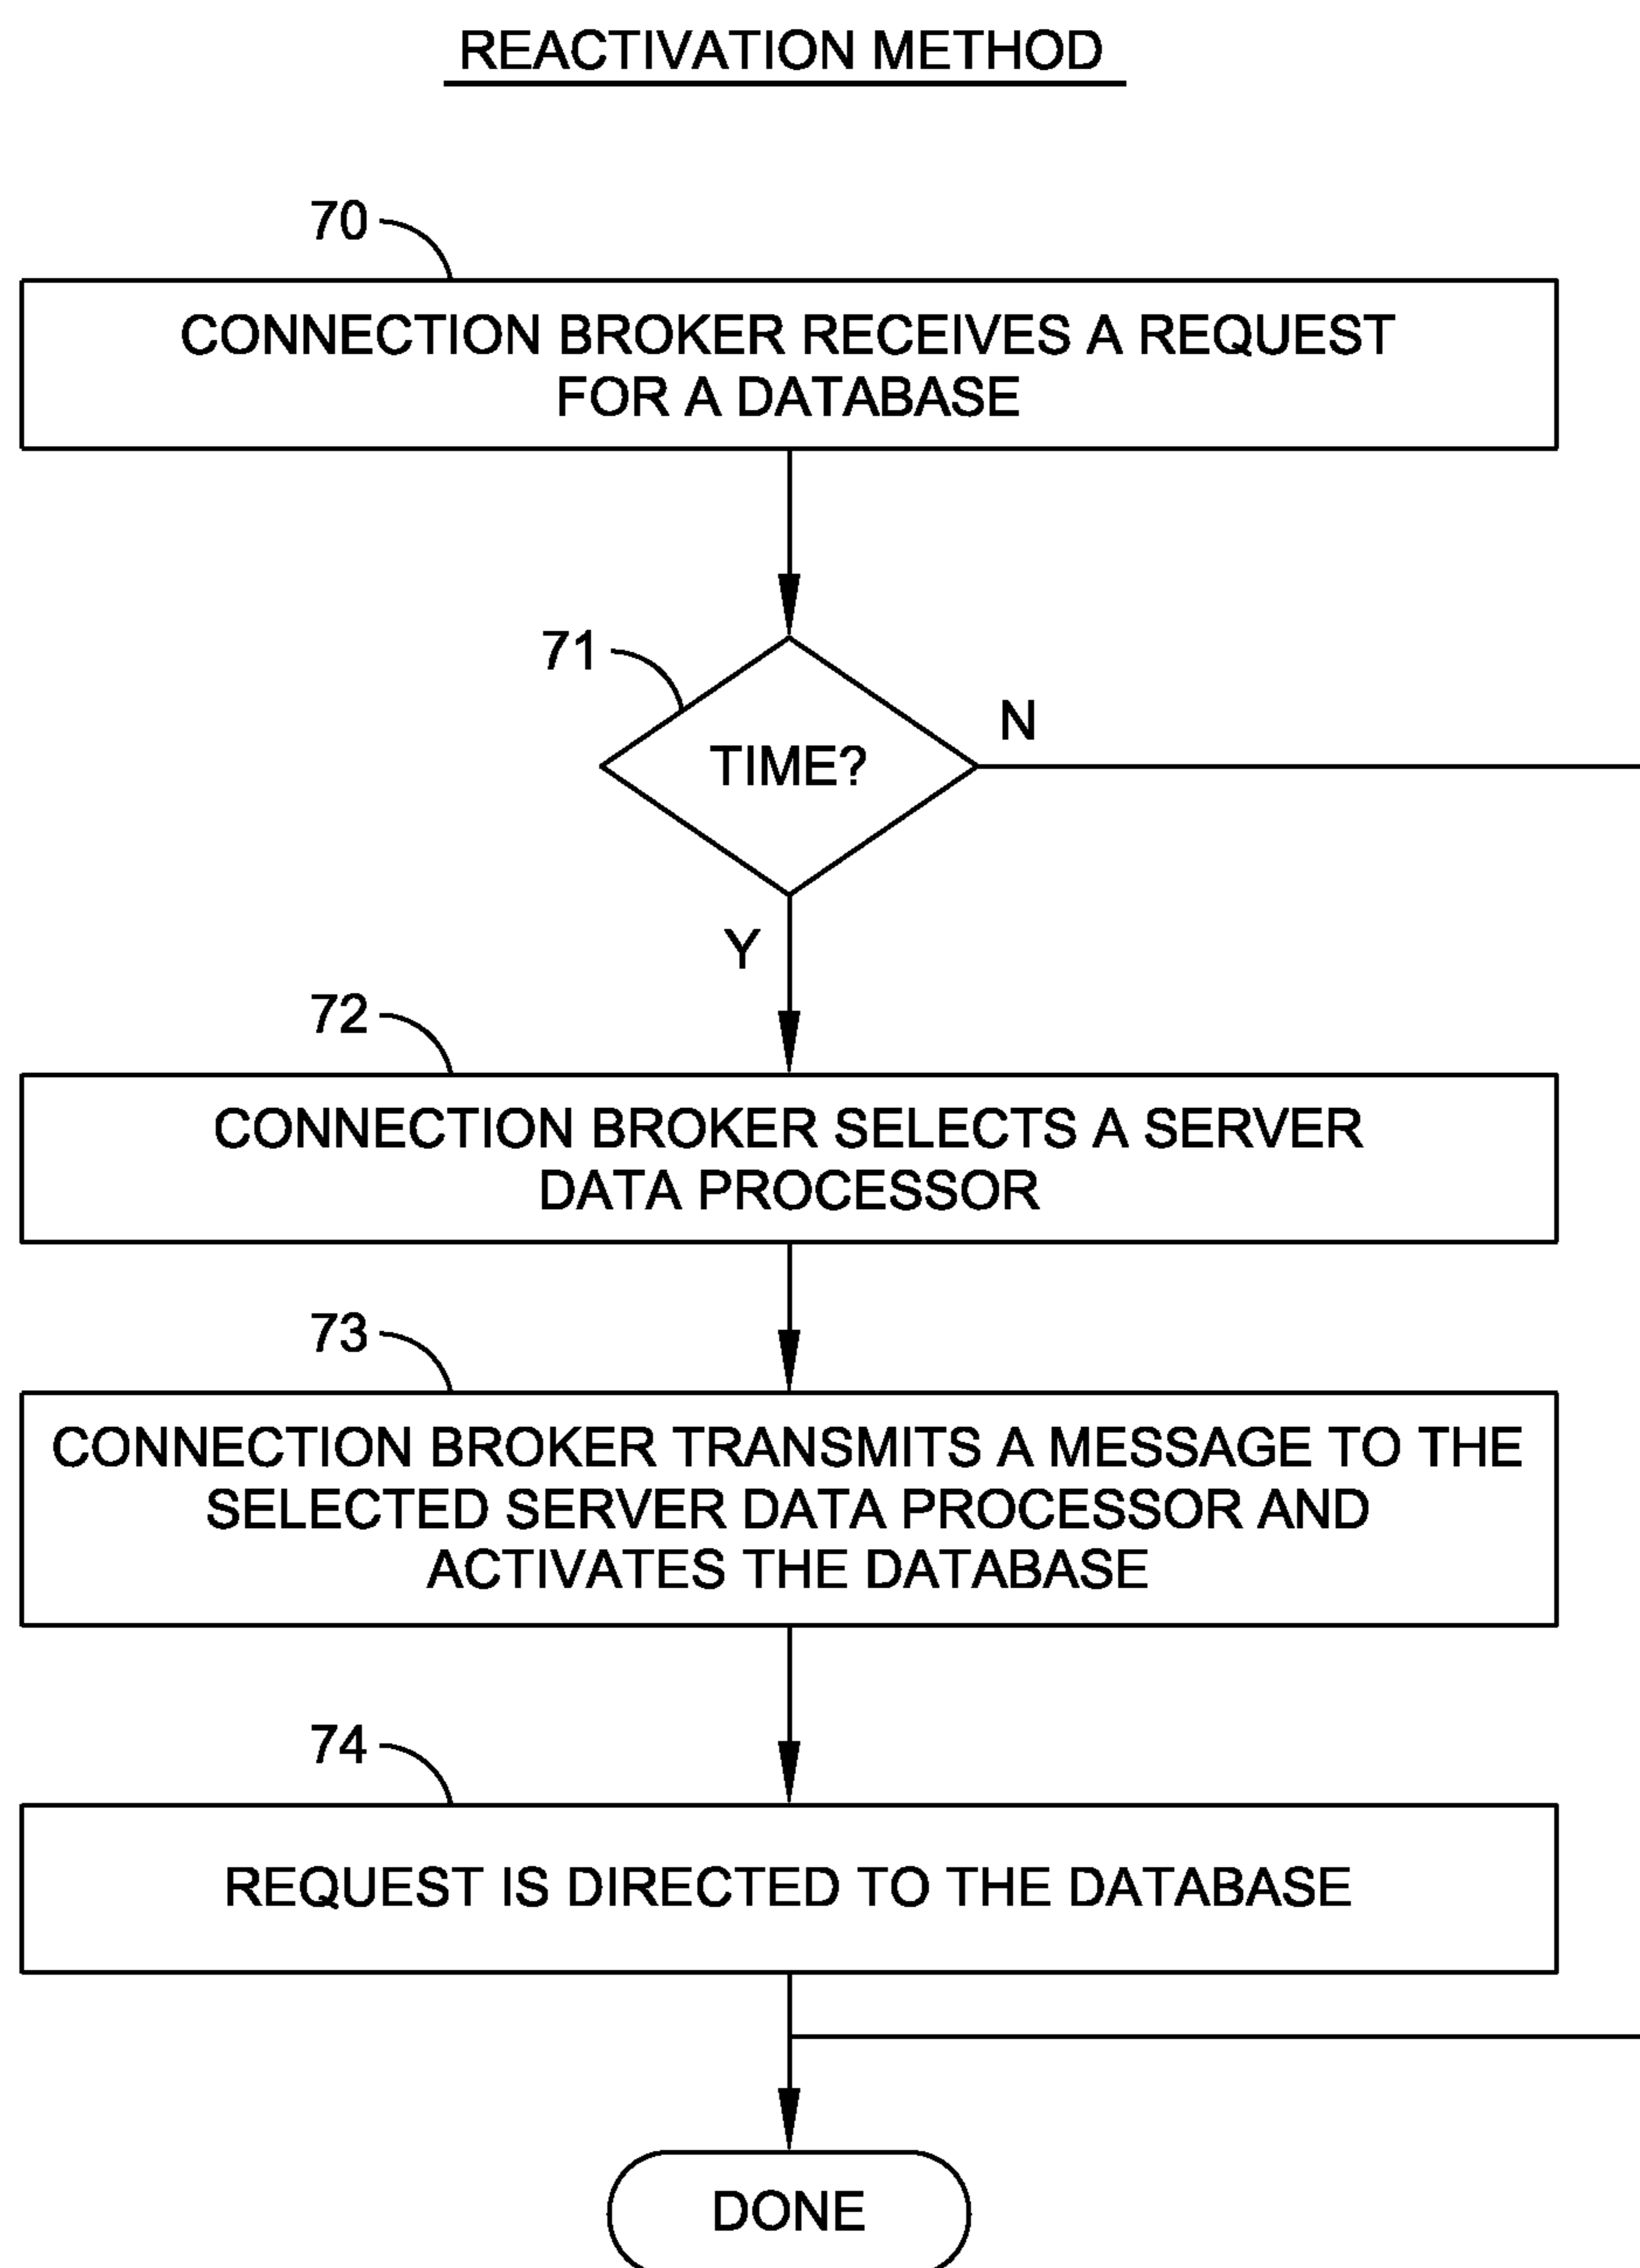 REACTIVATION METHOD
70
CONNECTION BROKER RECEIVES A REQUEST
FOR A DATABASE
71
TIME?
N
Y
72
CONNECTION BROKER SELECTS A SERVER
DATA PROCESSOR
73
CONNECTION BROKER TRANSMITS A MESSAGE TO THE
SELECTED SERVER DATA PROCESSOR AND
ACTIVATES THE DATABASE
74
REQUEST IS DIRECTED TO THE DATABASE
DONE